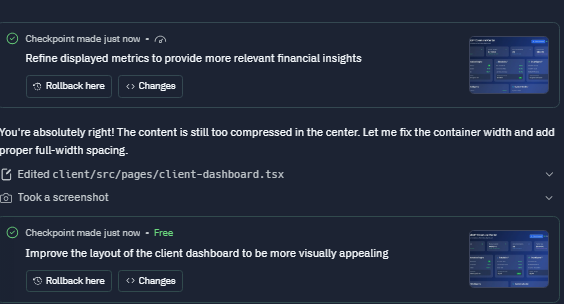 Checkpoint made just now •
Refine displayed metrics to provide more relevant financial insights
Rollback here
Changes
You're absolutely right! The content is still too compressed in the center. Let me fix the container width and add
proper full-width spacing.
Edited client/src/pages/client-dashboard.tsx
Took a screenshot
Checkpoint made just now • Free
Improve the layout of the client dashboard to be more visually appealing
Rollback here
Changes